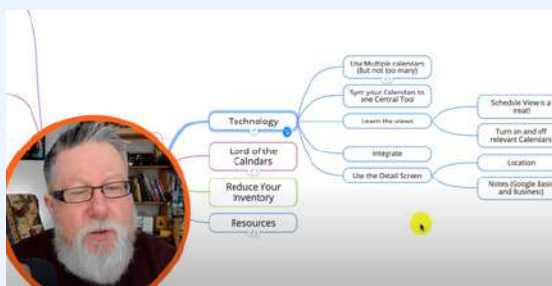 Technology
Lord of the
Calndars
Reduce Your
Inventory
Resources
Use Multiple calendars
(But not too many)
Sync your Calendars to
one Central Tool
Learn the views
Integrate
Use the Detail Screen
Schedule View is a
treat!
Turn on and off
relevant Calendars
Location
Notes (Google Basic
and Business)